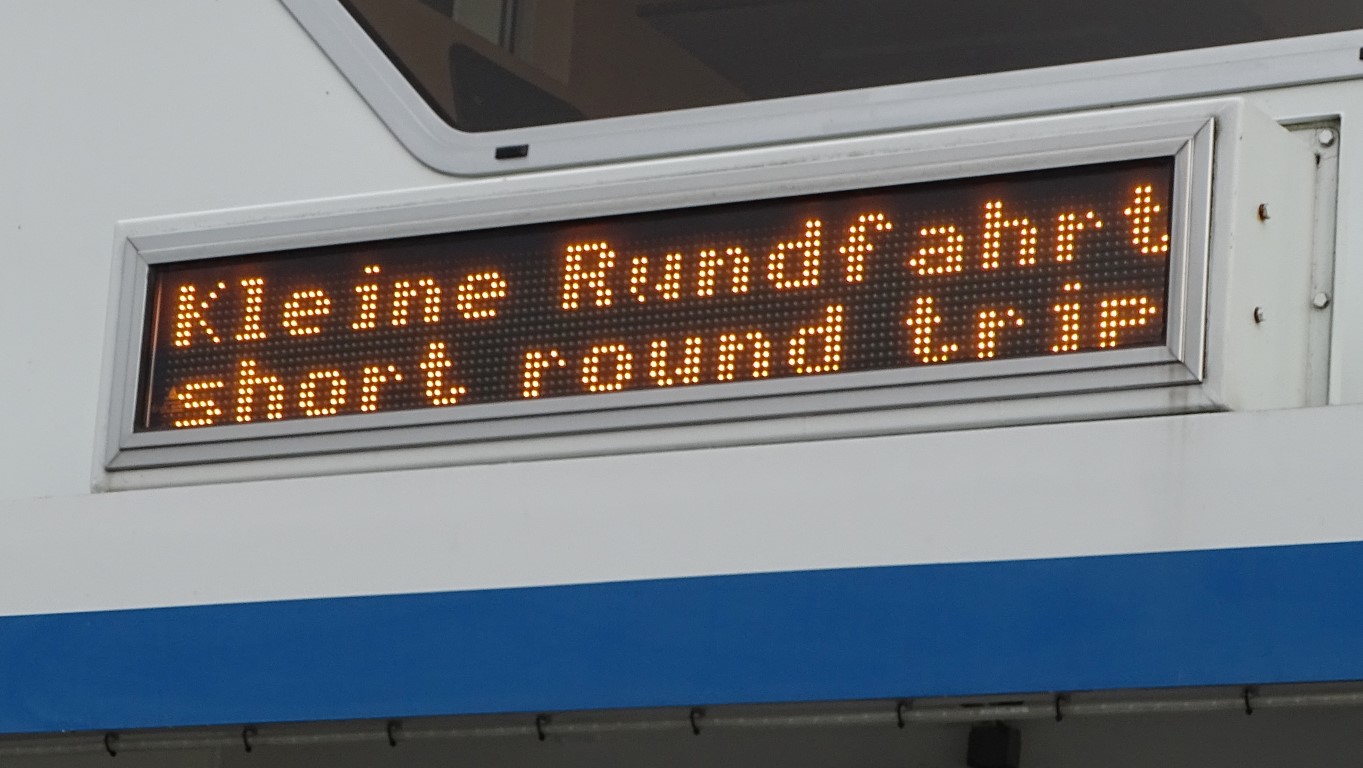 Kleine Rundfahrt
short round trip